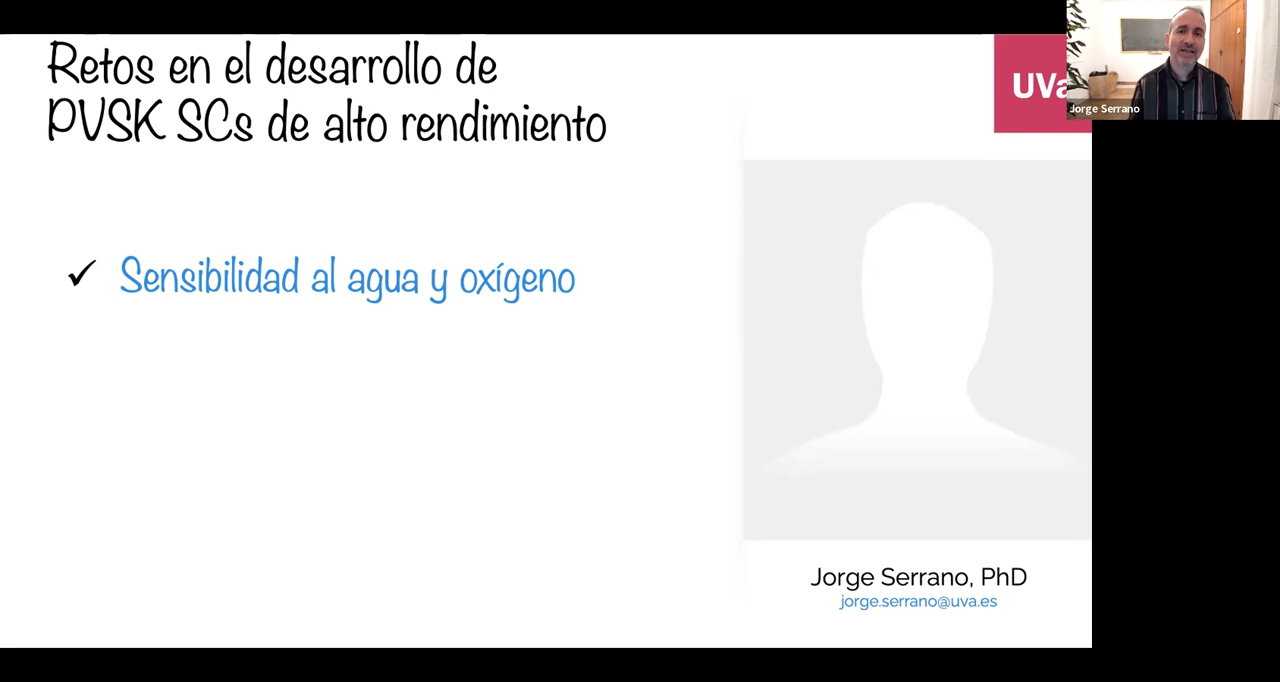 Retos en el desarrollo de
PVSK SCs de alto rendimiento
UVa
Jorge Serrano
✓ Sensibilidad al agua y oxígeno
Jorge Serrano, PhD
jorge.serrano@uva.es